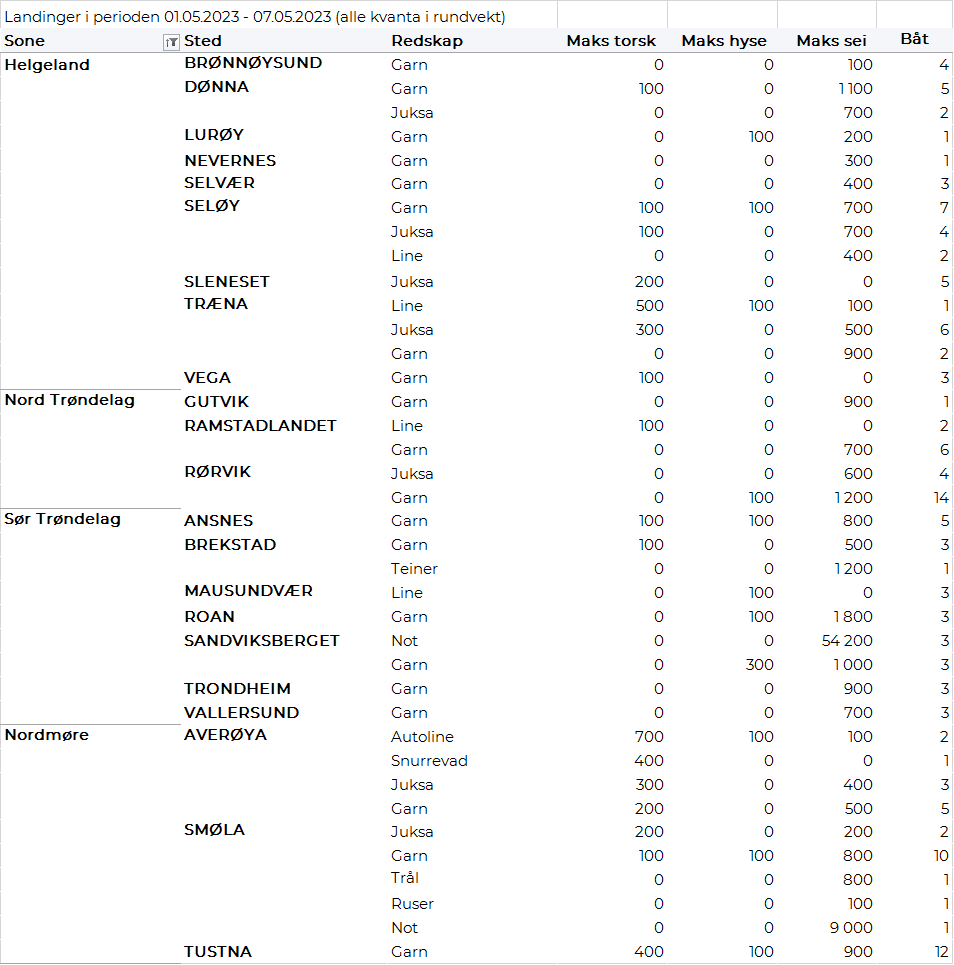 Landinger i perioden 01.05.2023 - 07.05.2023 (alle kvanta i rundvekt)
Sone Sted Redskap Maks torsk Maks hyse Maks sei Båt
Helgeland BRØNNØYSUND Garn 0 0 100 4
DØNNA Garn 100 0 1 100 5
Juksa 0 0 700 2
LURØY Garn 0 100 200 1
NEVERNES Garn 0 0 300 1
SELVÆR Garn 0 0 400 3
SELØY Garn 100 100 700 7
Juksa 100 0 700 4
Line 0 0 400 2
SLENESET Juksa 200 0 0 5
TRÆNA Line 500 100 100 1
Juksa 300 0 500 6
Garn 0 0 900 2
VEGA Garn 100 0 0 3
Nord Trøndelag GUTVIK Garn 0 0 900 1
RAMSTADLANDET Line 100 0 0 2
Garn 0 0 700 6
RØRVIK Juksa 0 0 600 4
Garn 0 100 1 200 14
Sør Trøndelag ANSNES Garn 100 100 800 5
BREKSTAD Garn 100 0 500 3
Teiner 0 0 1 200 1
MAUSUNDVÆR Line 0 100 0 3
ROAN Garn 0 100 1 800 3
SANDVIKSBERGET Not 0 0 54 200 3
Garn 0 300 1 000 3
TRONDHEIM Garn 0 0 900 3
VALLERSUND Garn 0 0 700 3
Nordmøre AVERØYA Autoline 700 100 100 2
Snurrevad 400 0 0 1
Juksa 300 0 400 3
Garn 200 0 500 5
SMØLA Juksa 200 0 200 2
Garn 100 100 800 10
Trål 0 0 800 1
Ruser 0 0 100 1
Not 0 0 9 000 1
TUSTNA Garn 400 100 900 12